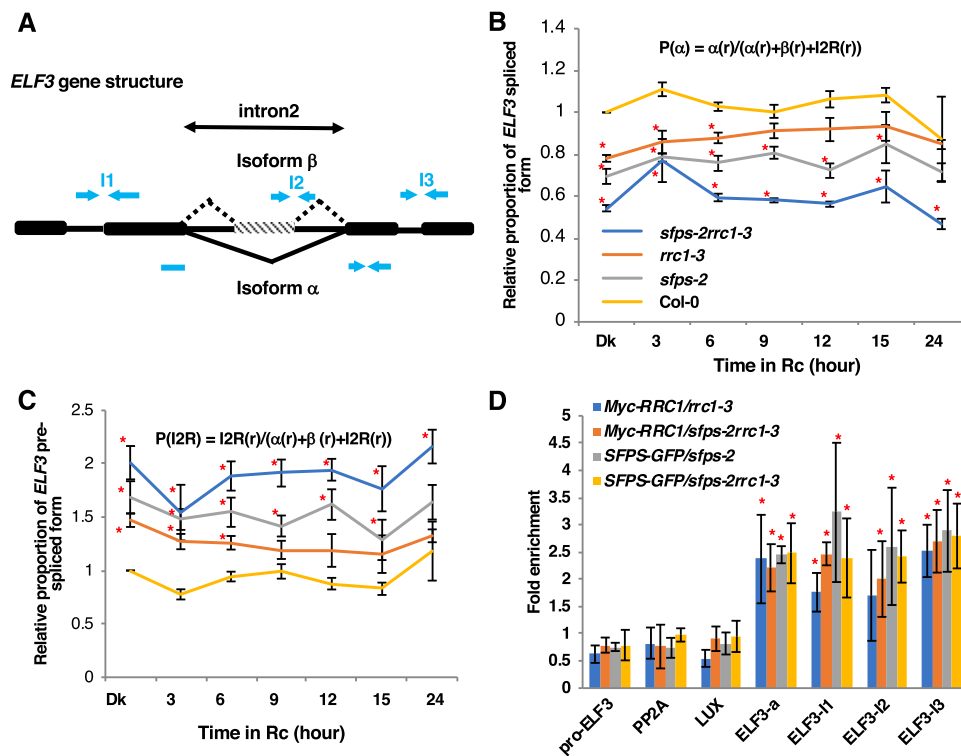 A
ELF3 gene structure
intron2
Isoform β
I1
I2
I3
Isoform α
B
P(α) = α(r)/(α(r)+β(r)+I2R(r))
Relative proportion of ELF3 spliced
form
1.4
1.2
1
0.8
0.6
0.4
0.2
0
sfps-2rrc1-3
rrc1-3
sfps-2
Col-0
Dk 3 6 9 12 15 24
Time in Rc (hour)
C
P(I2R) = I2R(r)/(α(r)+β (r)+I2R(r))
Relative proportion of ELF3 pre-
spliced form
2.5
2
1.5
1
0.5
0
Dk 3 6 9 12 15 24
Time in Rc (hour)
D
Myc-RRC1/rrc1-3
Myc-RRC1/sfps-2rrc1-3
SFPS-GFP/sfps-2
SFPS-GFP/sfps-2rrc1-3
Fold enrichment
5
4.5
4
3.5
3
2.5
2
1.5
1
0.5
0
pro-ELF3
PP2A
LUX
ELF3-a
ELF3-I1
ELF3-I2
ELF3-I3